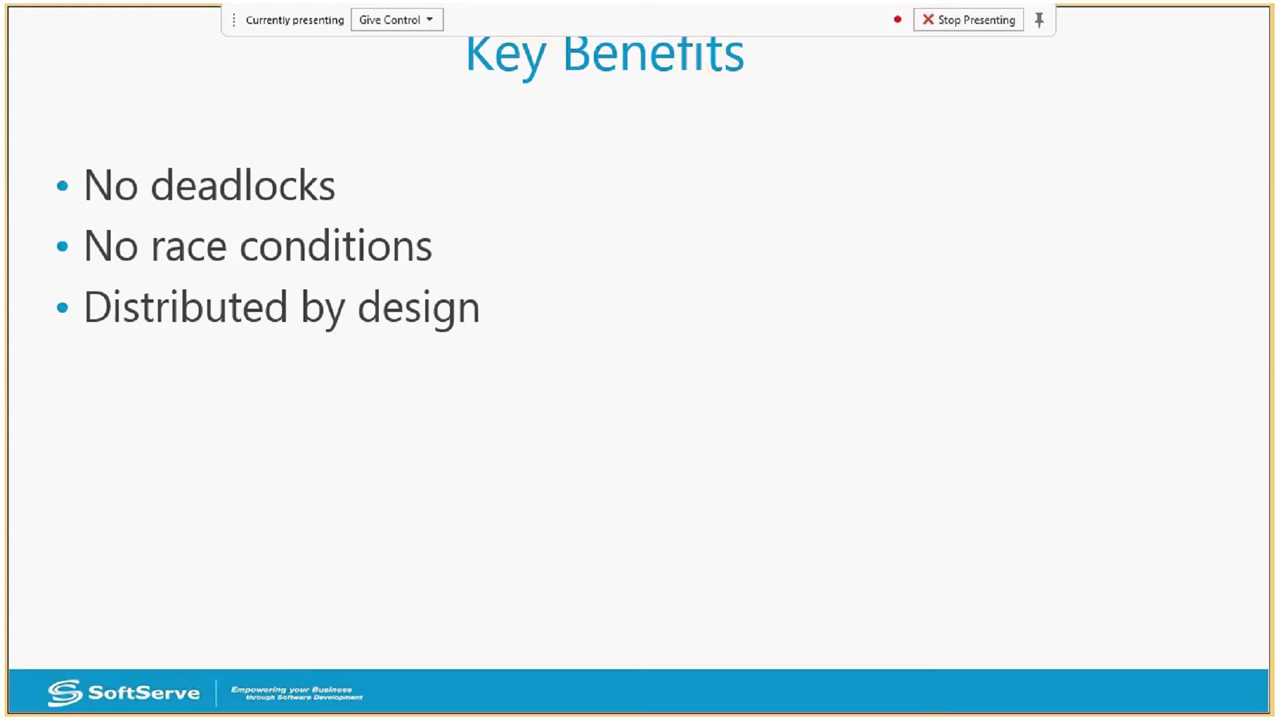 Currently presenting Give Control Stop Presenting
Key Benefits
• No deadlocks
• No race conditions
• Distributed by design
SoftServe
Empowering your Business
through Software Development